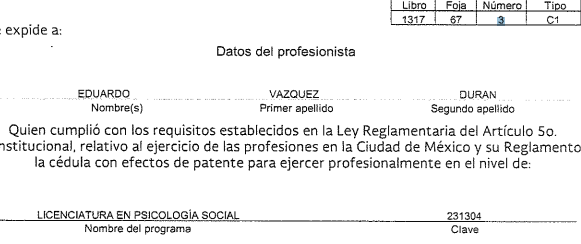 Libro Foja Número Tipo
1317 67 3 C1
expide a:
Datos del profesionista
EDUARDO VAZQUEZ DURAN
Nombre(s) Primer apellido Segundo apellido
Quien cumplió con los requisitos establecidos en la Ley Reglamentaria del Artículo 5o.
nstitucional, relativo al ejercicio de las profesiones en la Ciudad de México y su Reglamento
la cédula con efectos de patente para ejercer profesionalmente en el nivel de:
LICENCIATURA EN PSICOLOGÍA SOCIAL 231304
Nombre del programa Clave